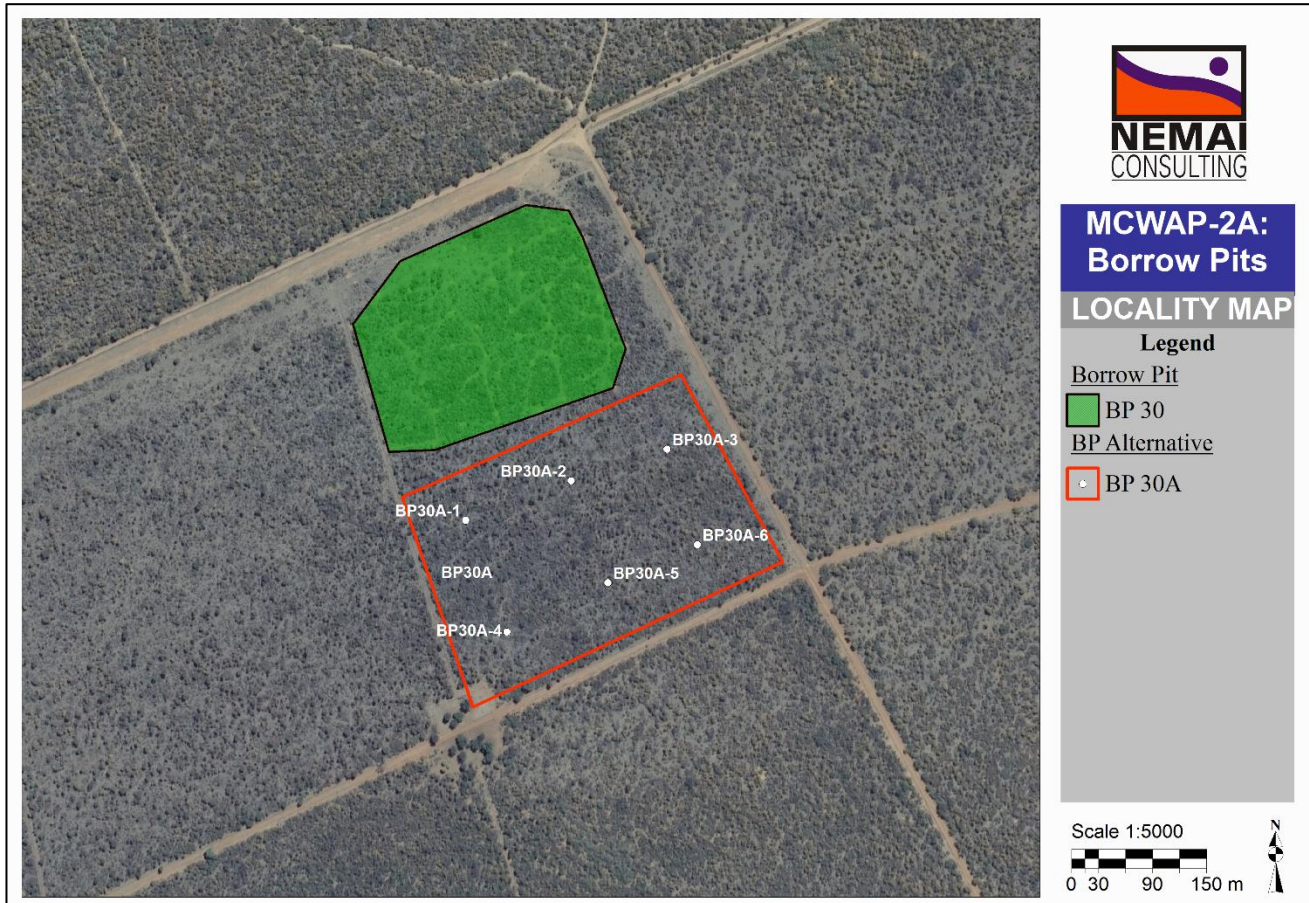 BP30A-3
BP30A-2
BP30A-1
BP30A-6
BP30A
BP30A-5
BP30A-4
NEMAI
CONSULTING
MCWAP-2A:
Borrow Pits
LOCALITY MAP
Legend
Borrow Pit
BP 30
BP Alternative
BP 30A
Scale 1:5000
N
0 30 90 150 m